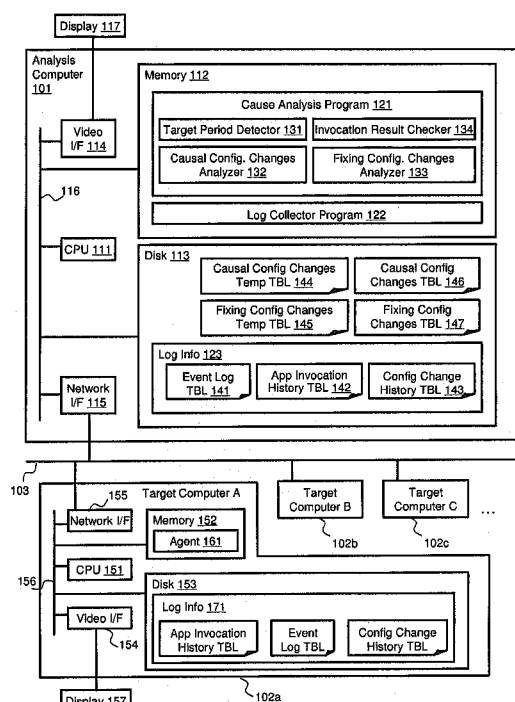 Display 117
Analysis
Computer
101
Memory 112
Cause Analysis Program 121
Target Period Detector 131
Invocation Result Checker 134
Causal Config. Changes
Analyzer 132
Fixing Config. Changes
Analyzer 133
Log Collector Program 122
Video
I/F 114
116
CPU 111
Disk 113
Causal Config Changes
Temp TBL 144
Causal Config
Changes TBL 146
Fixing Config Changes
Temp TBL 145
Fixing Config
Changes TBL 147
Log Info 123
Event Log
TBL 141
App Invocation
History TBL 142
Config Change
History TBL 143
Network
I/F 115
103
155
Target Computer A
Network I/F
Memory 152
Agent 161
Target
Computer B
102b
Target
Computer C
102c
...
156
CPU 151
Disk 153
Log Info 171
App Invocation
History TBL
Event
Log TBL
Config Change
History TBL
Video I/F
154
102a
Display 157